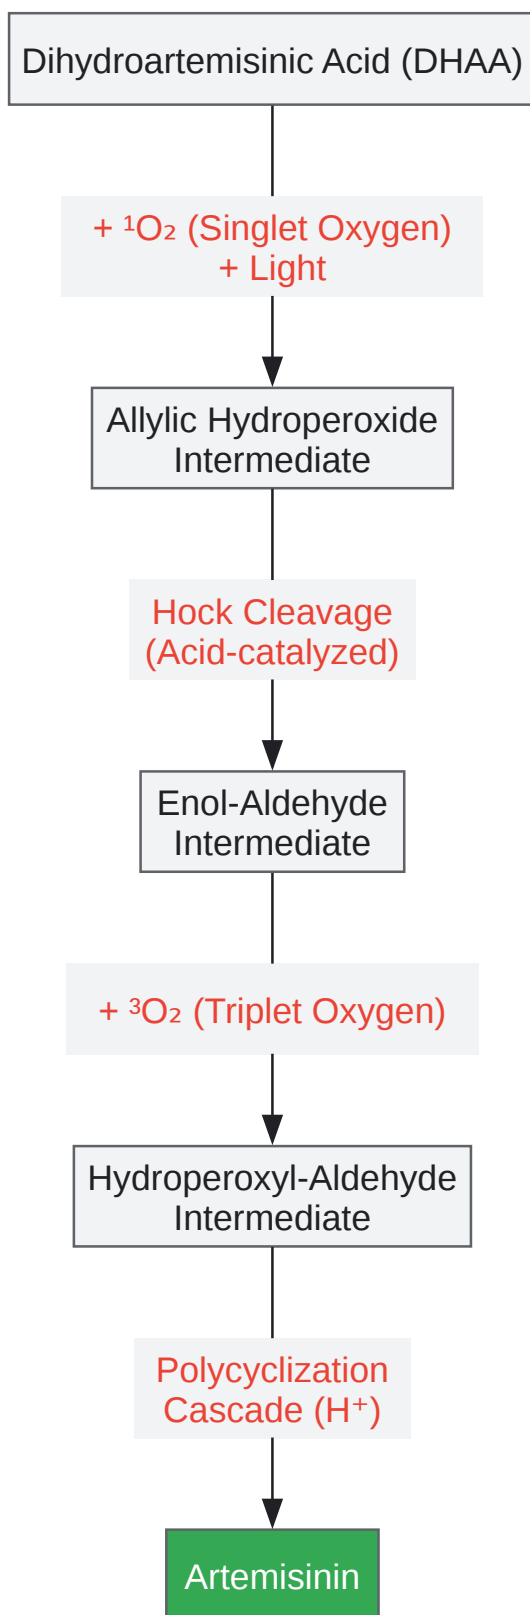 Dihydroartemisinic Acid (DHAA)
+ ¹O₂ (Singlet Oxygen)
+ Light
Allylic Hydroperoxide
Intermediate
Hock Cleavage
(Acid-catalyzed)
Enol-Aldehyde
Intermediate
+ ³O₂ (Triplet Oxygen)
Hydroperoxyl-Aldehyde
Intermediate
Polycyclization
Cascade (H⁺)
Artemisinin